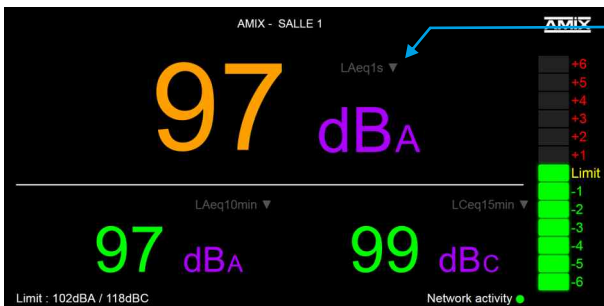 AMIX - SALLE 1
AMIX
LAeq1s ▼
97 dBA
+6
+5
+4
+3
+2
+1
Limit
-1
-2
-3
-4
-5
-6
LAeq10min ▼
97 dBA
LCeq15min ▼
99 dBC
Limit : 102dBA / 118dBC
Network activity